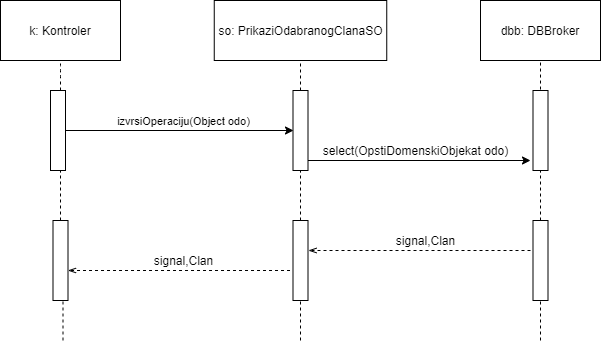 k: Kontroler
so: PrikaziOdabranogClanaSO
dbb: DBBroker
izvrsiOperaciju(Object odo)
select(OpstiDomenskiObjekat odo)
signal,Clan
signal,Clan